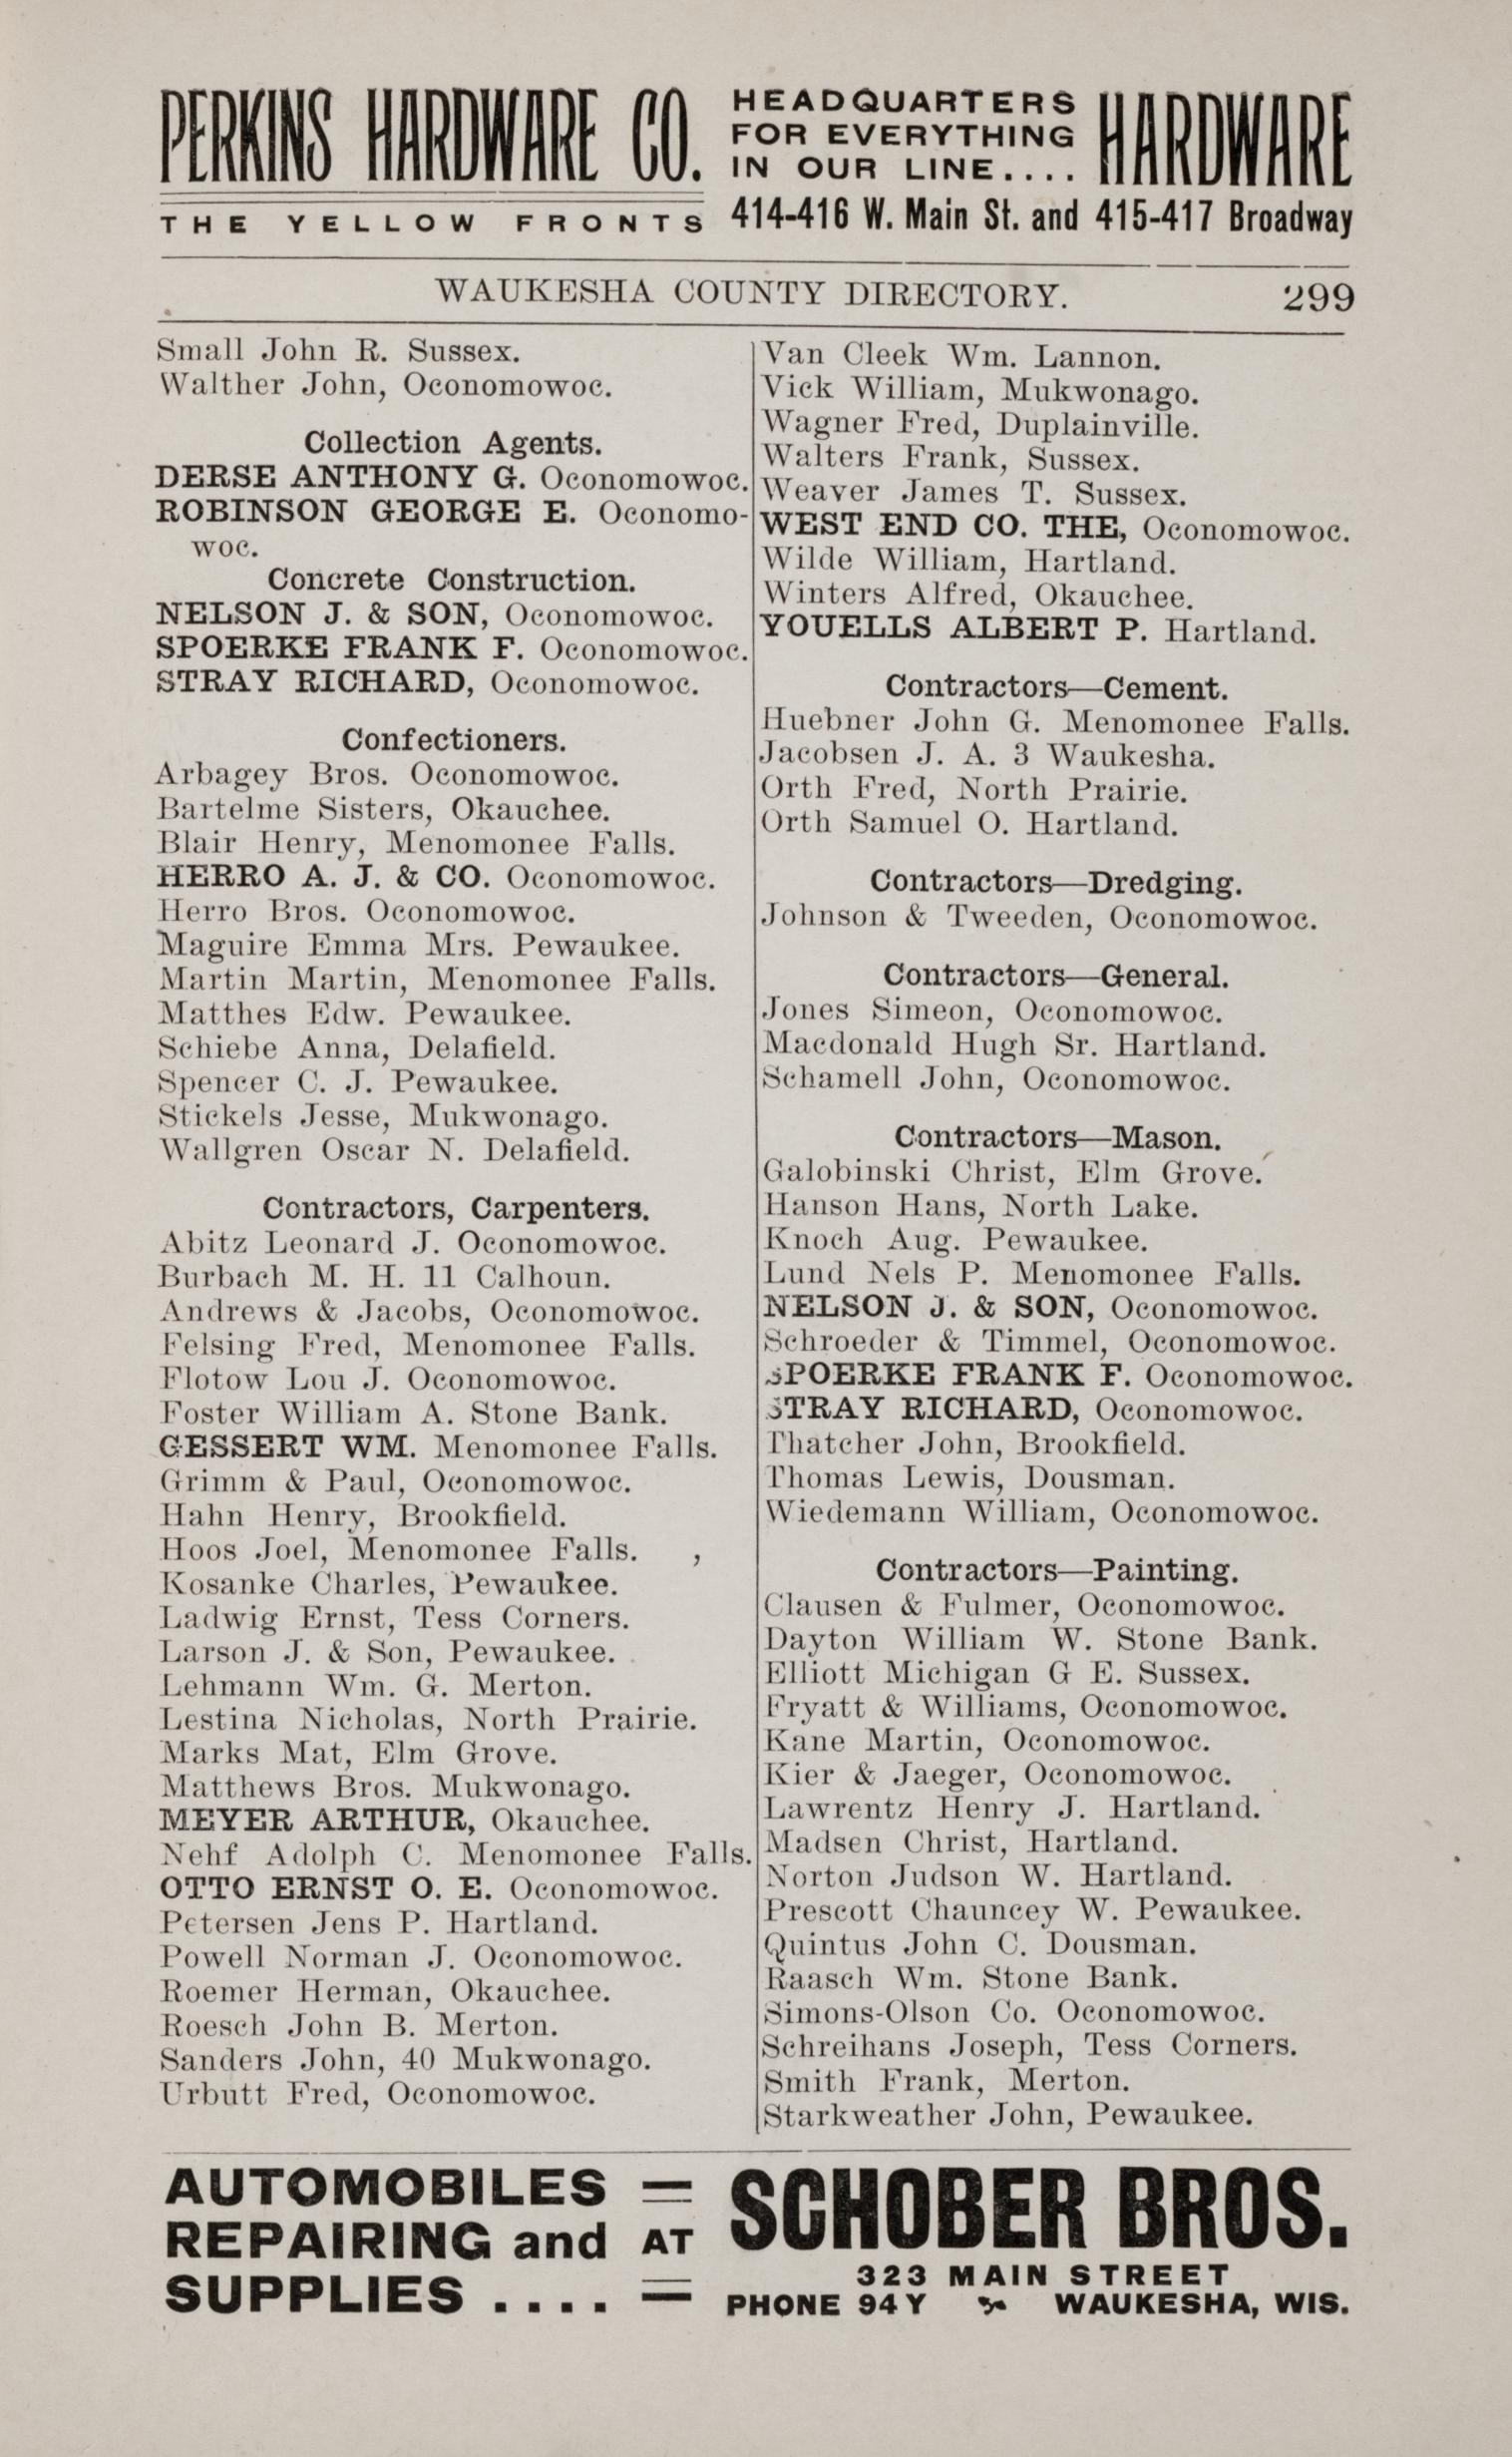 PERKINS HARDWARE CO.
THE YELLOW FRONTS
HEADQUARTERS
FOR EVERYTHING
IN OUR LINE....
HARDWARE
414-416 W. Main St. and 415-417 Broadway
WAUKESHA COUNTY DIRECTORY. 299
Small John R. Sussex.
Walther John, Oconomowoc.
Collection Agents.
DERSE ANTHONY G. Oconomowoc.
ROBINSON GEORGE E. Oconomo-
woc.
Concrete Construction.
NELSON J. & SON, Oconomowoc.
SPOERKE FRANK F. Oconomowoc.
STRAY RICHARD, Oconomowoc.
Confectioners.
Arbagey Bros. Oconomowoc.
Bartelme Sisters, Okauchee.
Blair Henry, Menomonee Falls.
HERRO A. J. & CO. Oconomowoc.
Herro Bros. Oconomowoc.
Maguire Emma Mrs. Pewaukee.
Martin Martin, Menomonee Falls.
Matthes Edw. Pewaukee.
Schiebe Anna, Delafield.
Spencer C. J. Pewaukee.
Stickels Jesse, Mukwonago.
Wallgren Oscar N. Delafield.
Contractors, Carpenters.
Abitz Leonard J. Oconomowoc.
Burbach M. H. 11 Calhoun.
Andrews & Jacobs, Oconomowoc.
Felsing Fred, Menomonee Falls.
Flotow Lou J. Oconomowoc.
Foster William A. Stone Bank.
GESSERT WM. Menomonee Falls.
Grimm & Paul, Oconomowoc.
Hahn Henry, Brookfield.
Hoos Joel, Menomonee Falls. ,
Kosanke Charles, Pewaukee.
Ladwig Ernst, Tess Corners.
Larson J. & Son, Pewaukee.
Lehmann Wm. G. Merton.
Lestina Nicholas, North Prairie.
Marks Mat, Elm Grove.
Matthews Bros. Mukwonago.
MEYER ARTHUR, Okauchee.
Nehf Adolph C. Menomonee Falls.
OTTO ERNST O. E. Oconomowoc.
Petersen Jens P. Hartland.
Powell Norman J. Oconomowoc.
Roemer Herman, Okauchee.
Roesch John B. Merton.
Sanders John, 40 Mukwonago.
Urbutt Fred, Oconomowoc.
Van Cleek Wm. Lannon.
Vick William, Mukwonago.
Wagner Fred, Duplainville.
Walters Frank, Sussex.
Weaver James T. Sussex.
WEST END CO. THE, Oconomowoc.
Wilde William, Hartland.
Winters Alfred, Okauchee.
YOUELLS ALBERT P. Hartland.
Contractors—Cement.
Huebner John G. Menomonee Falls.
Jacobsen J. A. 3 Waukesha.
Orth Fred, North Prairie.
Orth Samuel O. Hartland.
Contractors—Dredging.
Johnson & Tweeden, Oconomowoc.
Contractors—General.
Jones Simeon, Oconomowoc.
Macdonald Hugh Sr. Hartland.
Schamell John, Oconomowoc.
Contractors—Mason.
Galobinski Christ, Elm Grove.
Hanson Hans, North Lake.
Knoch Aug. Pewaukee.
Lund Nels P. Menomonee Falls.
NELSON J. & SON, Oconomowoc.
Schroeder & Timmel, Oconomowoc.
SPOERKE FRANK F. Oconomowoc.
STRAY RICHARD, Oconomowoc.
Thatcher John, Brookfield.
Thomas Lewis, Dousman.
Wiedemann William, Oconomowoc.
Contractors—Painting.
Clausen & Fulmer, Oconomowoc.
Dayton William W. Stone Bank.
Elliott Michigan G E. Sussex.
Fryatt & Williams, Oconomowoc.
Kane Martin, Oconomowoc.
Kier & Jaeger, Oconomowoc.
Lawrentz Henry J. Hartland.
Madsen Christ, Hartland.
Norton Judson W. Hartland.
Prescott Chauncey W. Pewaukee.
Quintus John C. Dousman.
Raasch Wm. Stone Bank.
Simons-Olson Co. Oconomowoc.
Schreihans Joseph, Tess Corners.
Smith Frank, Merton.
Starkweather John, Pewaukee.
AUTOMOBILES
REPAIRING and
SUPPLIES ....
AT
SCHOBER BROS.
323 MAIN STREET
PHONE 94 Y WAUKESHA, WIS.